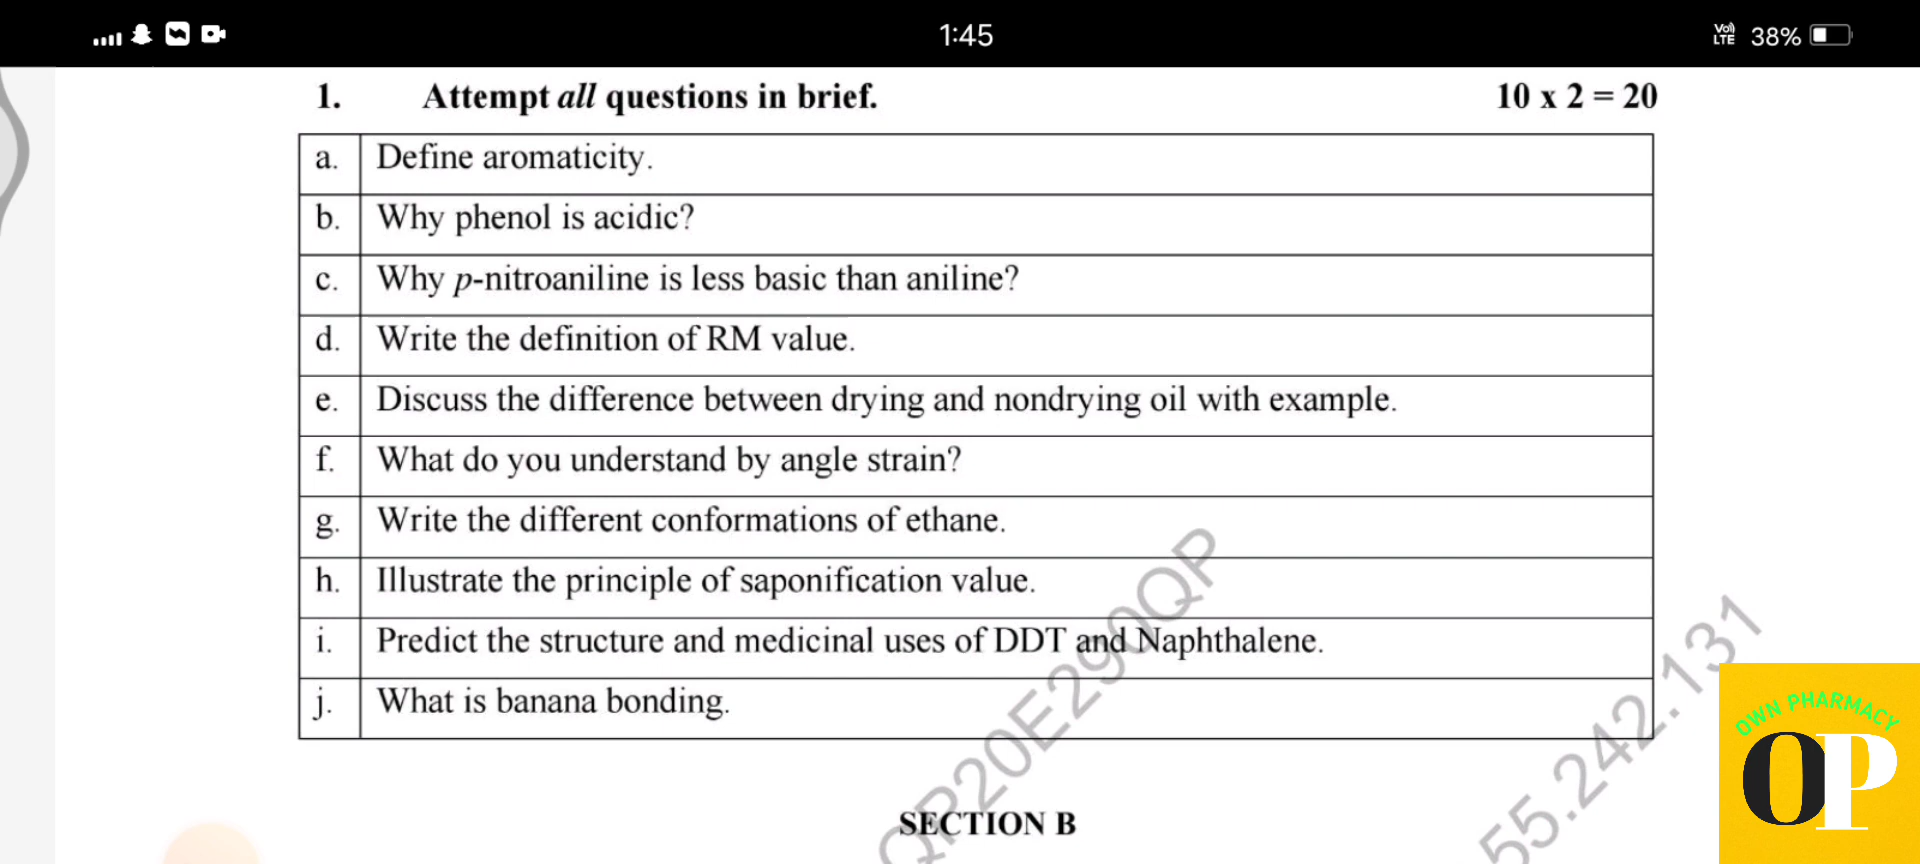 1:45
Vo) LTE 38%
1. Attempt all questions in brief. 10 x 2 = 20
a. Define aromaticity.
b. Why phenol is acidic?
c. Why p-nitroaniline is less basic than aniline?
d. Write the definition of RM value.
e. Discuss the difference between drying and nondrying oil with example.
f. What do you understand by angle strain?
g. Write the different conformations of ethane.
h. Illustrate the principle of saponification value.
i. Predict the structure and medicinal uses of DDT and Naphthalene.
j. What is banana bonding.
QP20E290QP
55.242.131
OWN PHARMACY
OP
SECTION B